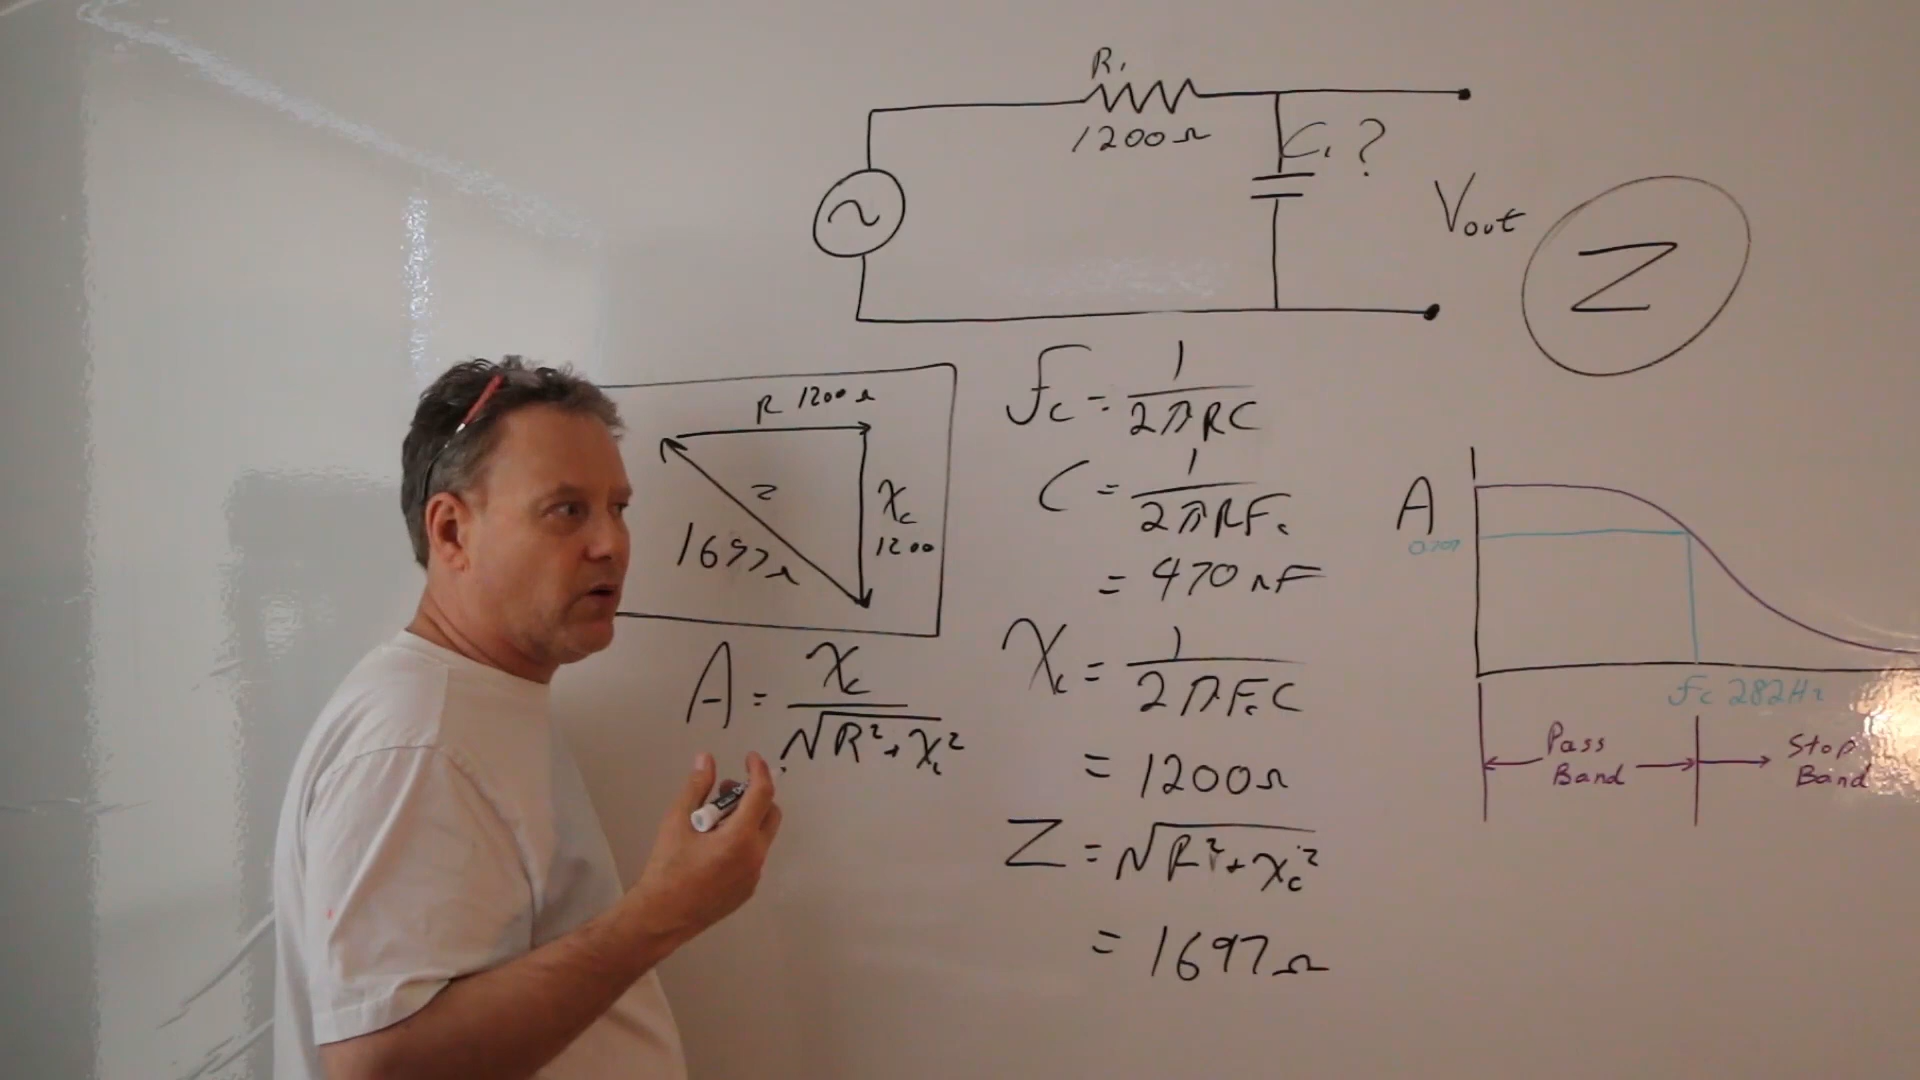 R₁
1200Ω
C₁ ?
Vout
Z
R 1200Ω
Z
Xc
1200
1697Ω
fc = 1/2πRC
C = 1/2πRFc
= 470nF
Xc = 1/2πFcC
= 1200Ω
Z = √R²+Xc²
= 1697Ω
A = Xc/√R²+Xc²
A
0.707
fc 282Hz
Pass
Band
Stop
Band